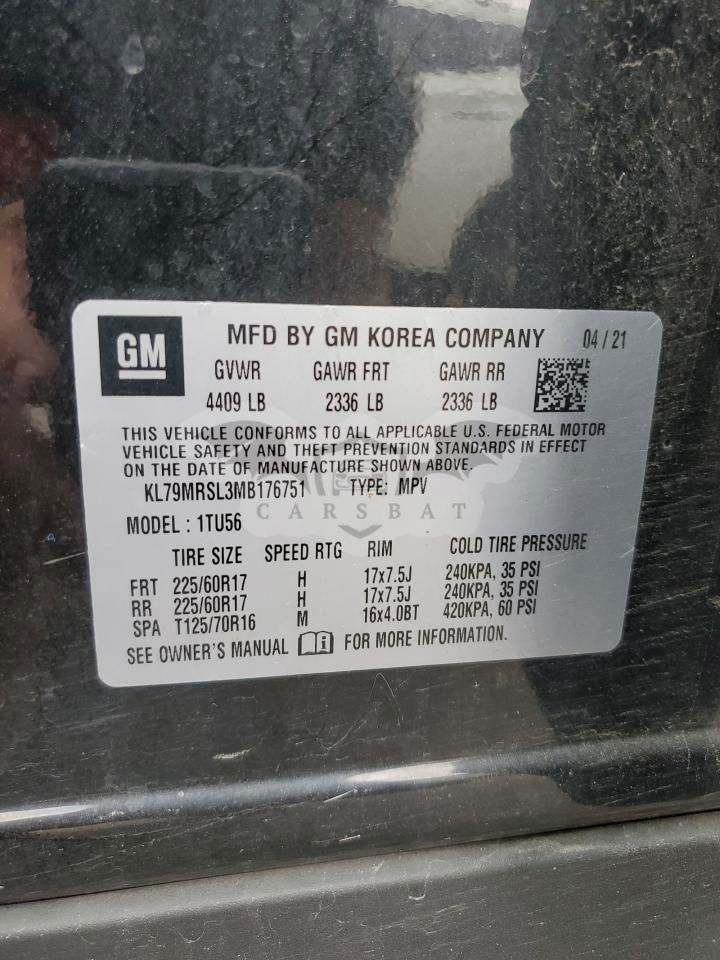 GM
MFD BY GM KOREA COMPANY 04 / 21
GVWR GAWR FRT GAWR RR
4409 LB 2336 LB 2336 LB
THIS VEHICLE CONFORMS TO ALL APPLICABLE U.S. FEDERAL MOTOR
VEHICLE SAFETY AND THEFT PREVENTION STANDARDS IN EFFECT
ON THE DATE OF MANUFACTURE SHOWN ABOVE.
KL79MRSL3MB176751 TYPE: MPV
CARSBAT
MODEL : 1TU56
TIRE SIZE SPEED RTG RIM COLD TIRE PRESSURE
FRT 225/60R17 H 17x7.5J 240KPA, 35 PSI
RR 225/60R17 H 17x7.5J 240KPA, 35 PSI
SPA T125/70R16 M 16x4.0BT 420KPA, 60 PSI
SEE OWNER'S MANUAL FOR MORE INFORMATION.